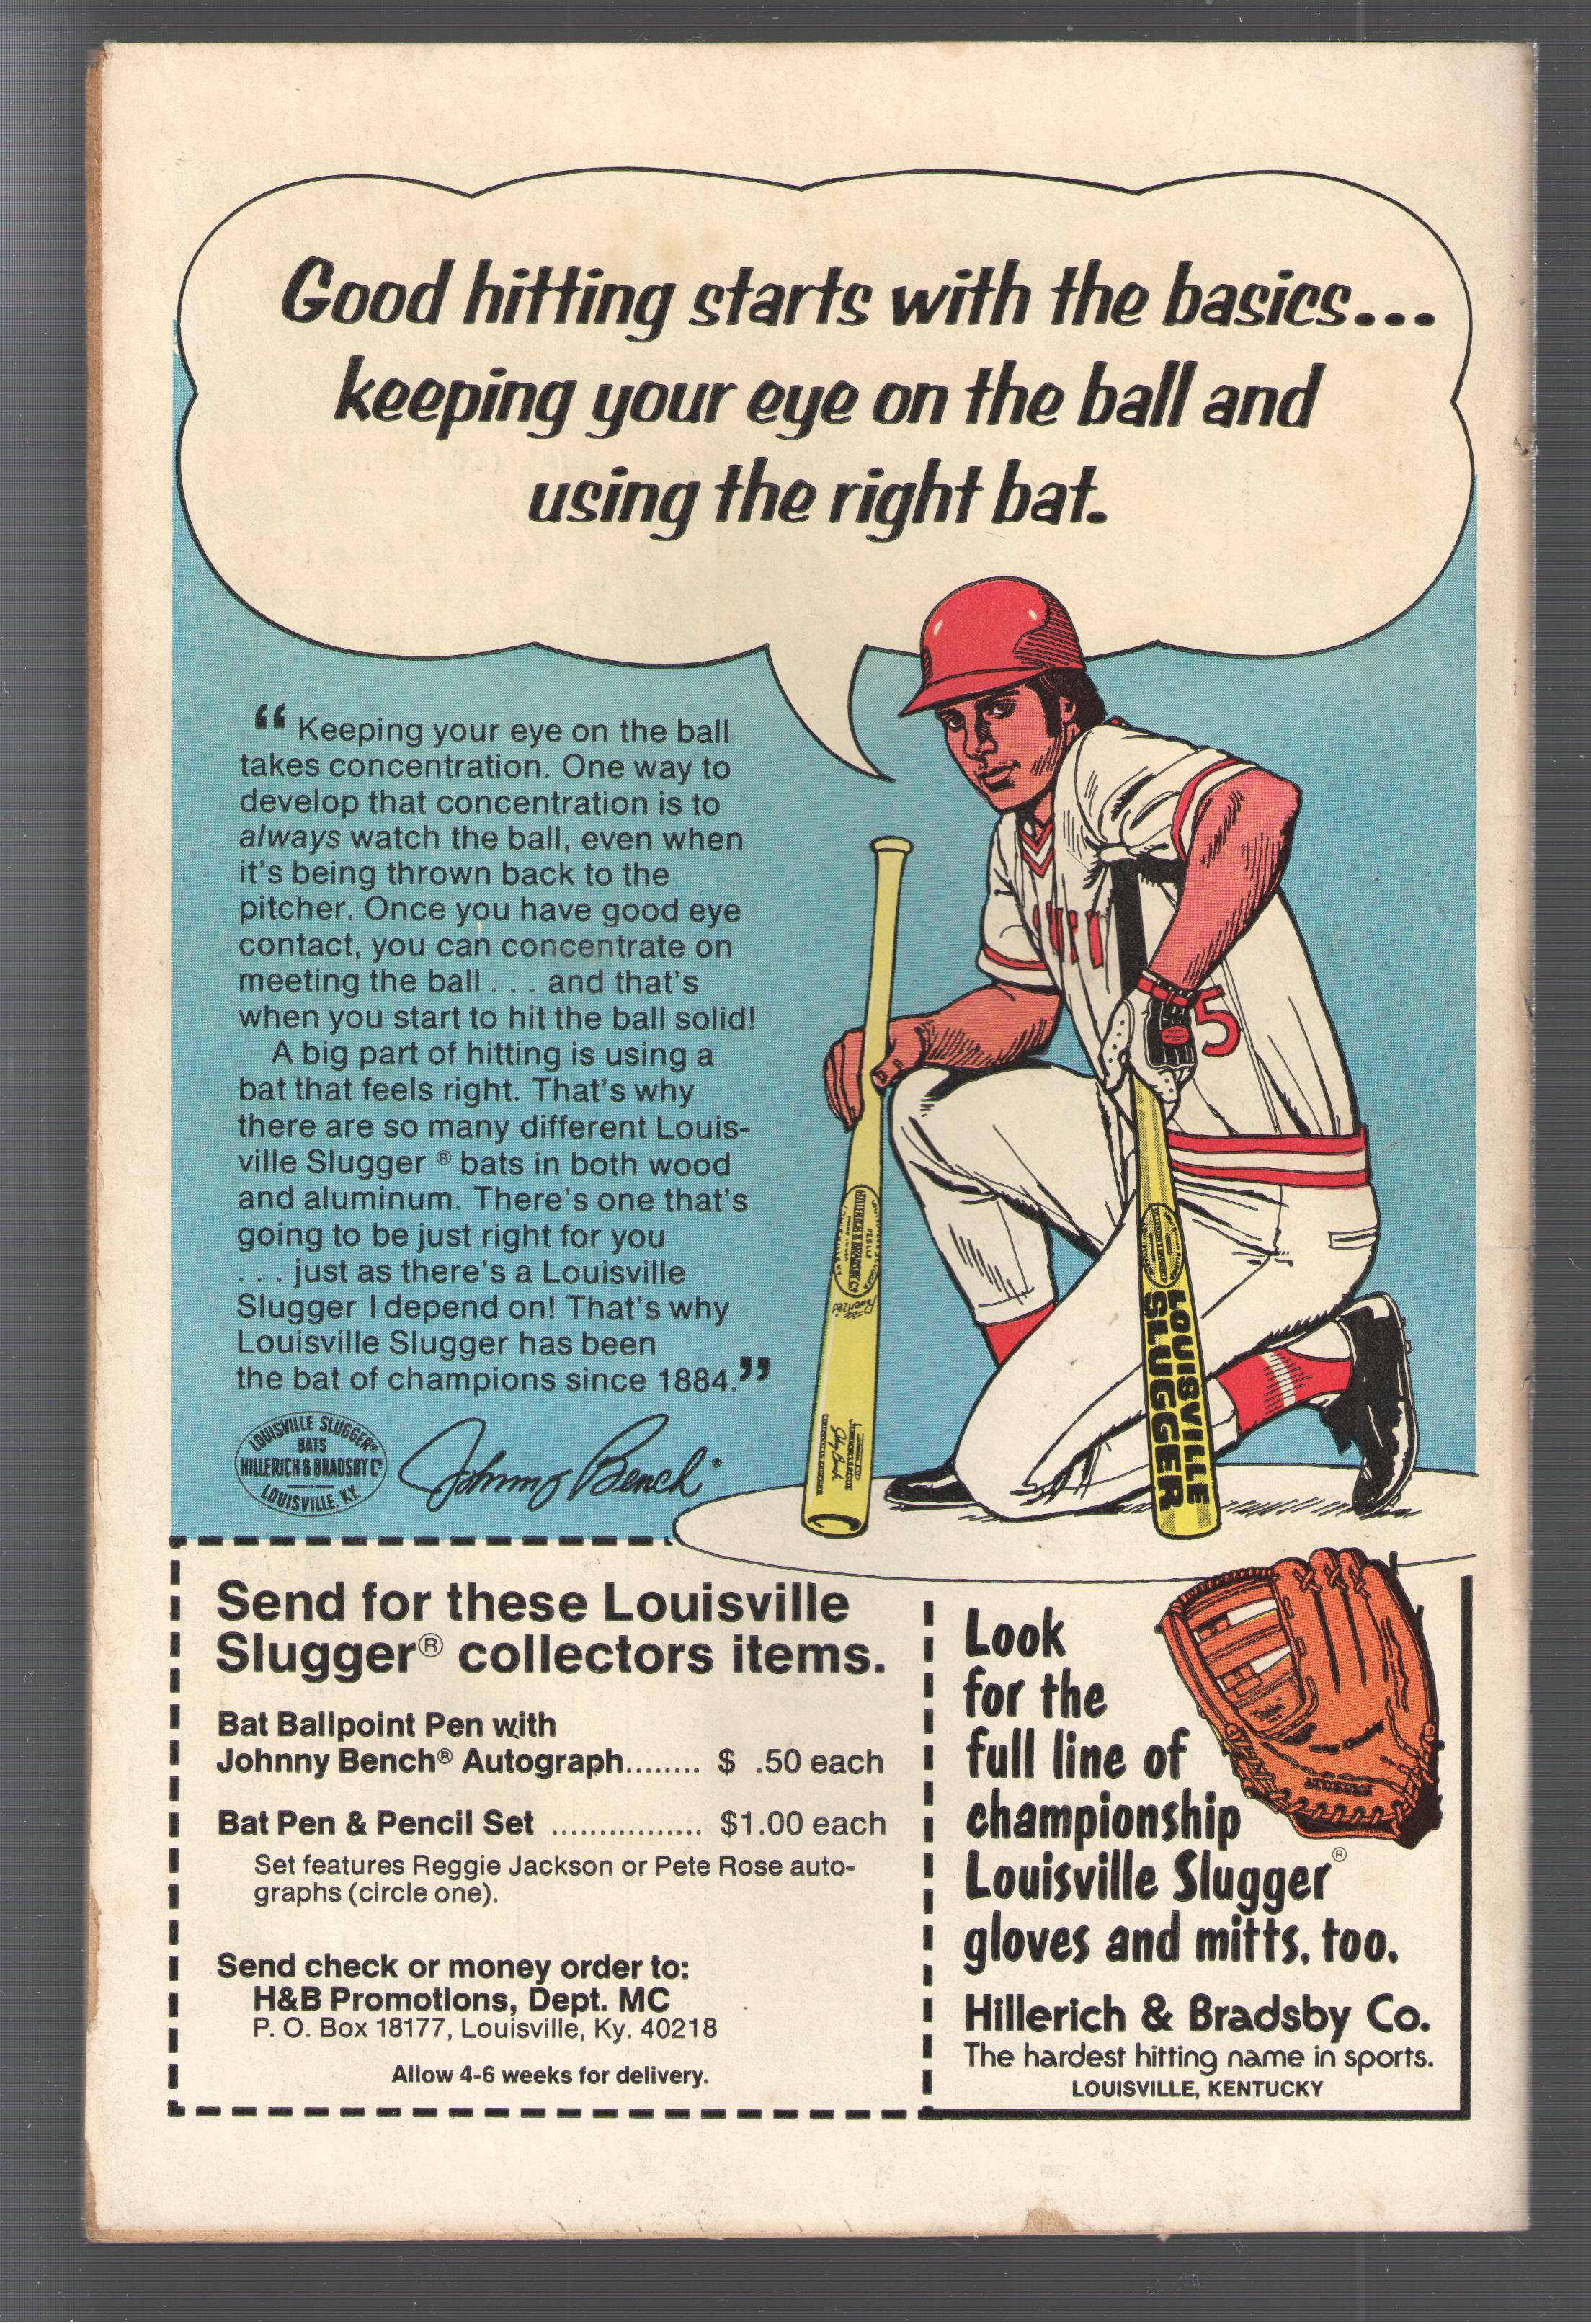 Good hitting starts with the basics...
keeping your eye on the ball and
using the right bat.
“ Keeping your eye on the ball
takes concentration. One way to
develop that concentration is to
always watch the ball, even when
it's being thrown back to the
pitcher. Once you have good eye
contact, you can concentrate on
meeting the ball . . . and that's
when you start to hit the ball solid!
A big part of hitting is using a
bat that feels right. That's why
there are so many different Louis-
ville Slugger ® bats in both wood
and aluminum. There's one that's
going to be just right for you
. . . just as there's a Louisville
Slugger I depend on! That's why
Louisville Slugger has been
the bat of champions since 1884.”
LOUISVILLE SLUGGER®
BATS
HILLERICH & BRADSBY Cº
LOUISVILLE. KY.
Johnny Bench®
5
HILLERICH & BRADSBY Cº
Powerized
LOUISVILLE
SLUGGER
Send for these Louisville
Slugger® collectors items.
Bat Ballpoint Pen with
Johnny Bench® Autograph........ $ .50 each
Bat Pen & Pencil Set ................ $1.00 each
Set features Reggie Jackson or Pete Rose auto-
graphs (circle one).
Send check or money order to:
H&B Promotions, Dept. MC
P. O. Box 18177, Louisville, Ky. 40218
Allow 4-6 weeks for delivery.
Look
for the
full line of
championship
Louisville Slugger®
gloves and mitts, too.
Hillerich & Bradsby Co.
The hardest hitting name in sports.
LOUISVILLE, KENTUCKY